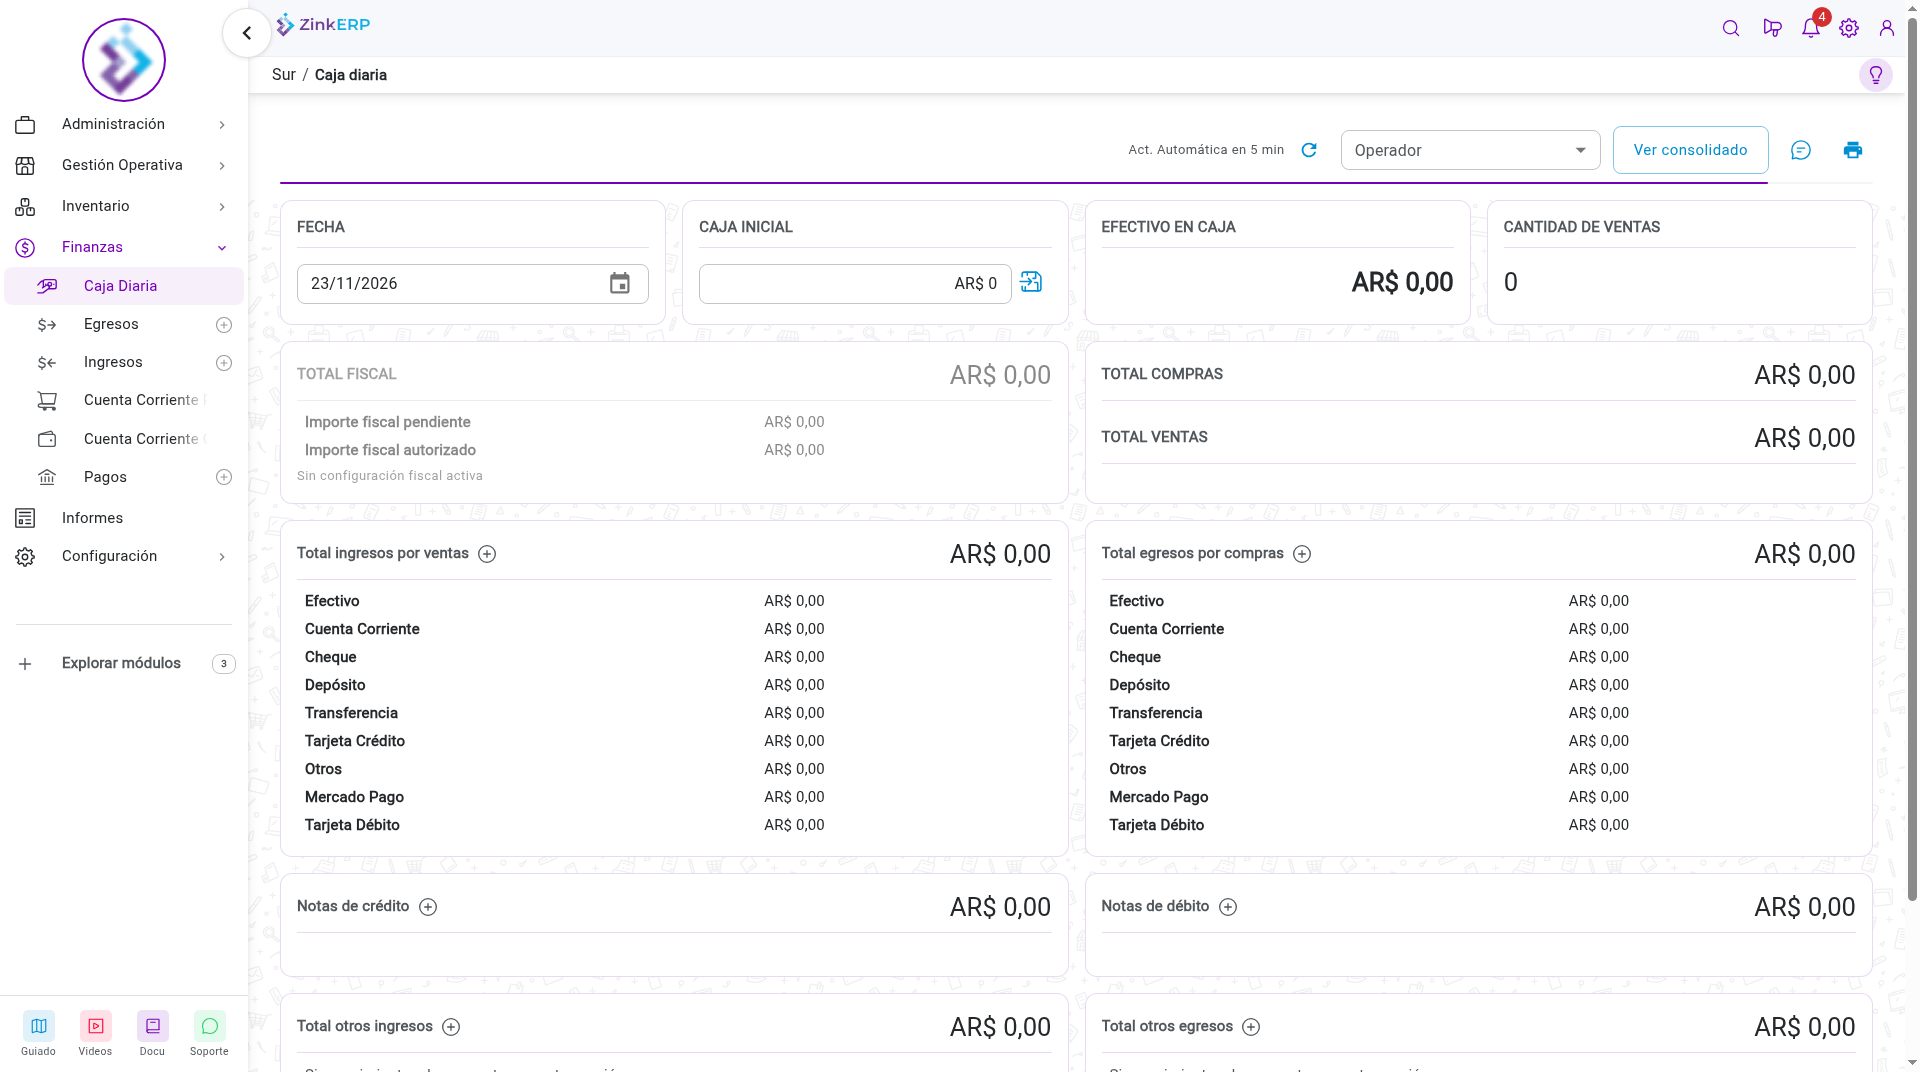 ZinkERP
4
Sur / Caja diaria
Administración
Gestión Operativa
Inventario
Finanzas
Caja Diaria
Egresos
Ingresos
Cuenta Corriente
Cuenta Corriente
Pagos
Informes
Configuración
Explorar módulos 3
Guiado Videos Docu Soporte
Act. Automática en 5 min Operador Ver consolidado
FECHA
23/11/2026
CAJA INICIAL
AR$ 0
EFECTIVO EN CAJA
AR$ 0,00
CANTIDAD DE VENTAS
0
TOTAL FISCAL AR$ 0,00
Importe fiscal pendiente AR$ 0,00
Importe fiscal autorizado AR$ 0,00
Sin configuración fiscal activa
TOTAL COMPRAS AR$ 0,00
TOTAL VENTAS AR$ 0,00
Total ingresos por ventas AR$ 0,00
Efectivo AR$ 0,00
Cuenta Corriente AR$ 0,00
Cheque AR$ 0,00
Depósito AR$ 0,00
Transferencia AR$ 0,00
Tarjeta Crédito AR$ 0,00
Otros AR$ 0,00
Mercado Pago AR$ 0,00
Tarjeta Débito AR$ 0,00
Total egresos por compras AR$ 0,00
Efectivo AR$ 0,00
Cuenta Corriente AR$ 0,00
Cheque AR$ 0,00
Depósito AR$ 0,00
Transferencia AR$ 0,00
Tarjeta Crédito AR$ 0,00
Otros AR$ 0,00
Mercado Pago AR$ 0,00
Tarjeta Débito AR$ 0,00
Notas de crédito AR$ 0,00
Notas de débito AR$ 0,00
Total otros ingresos AR$ 0,00
Total otros egresos AR$ 0,00